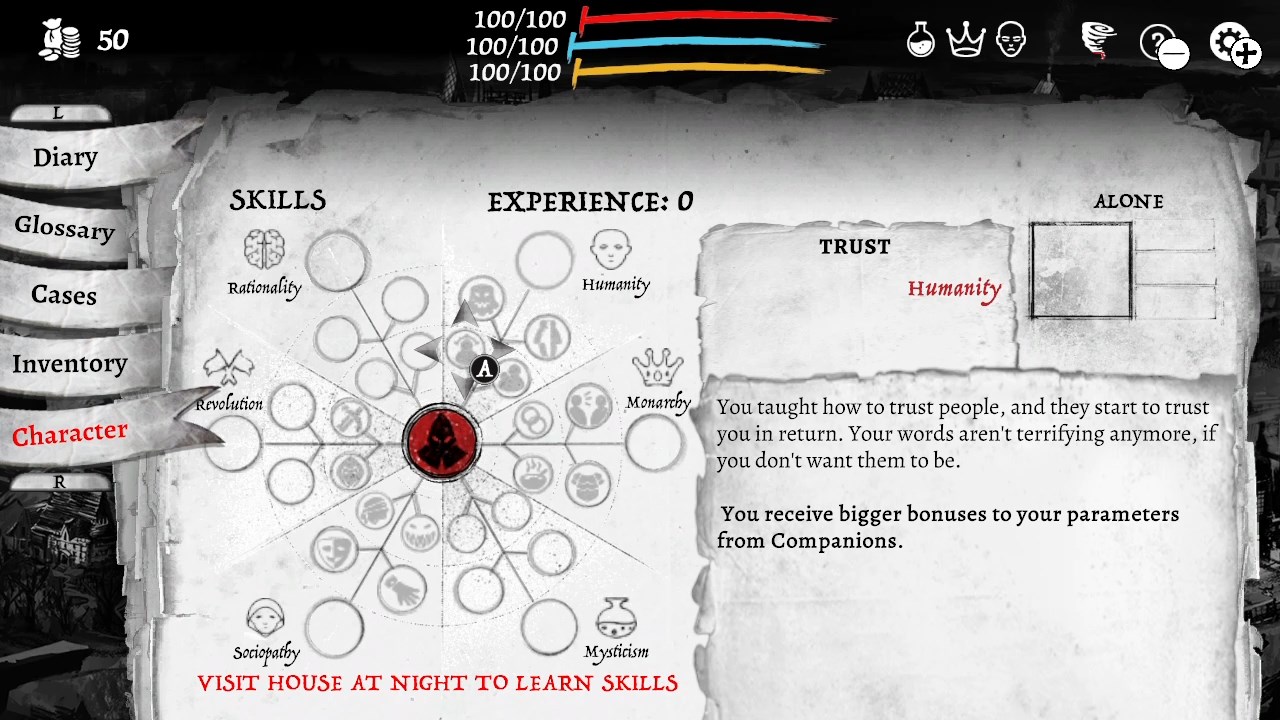 50
100/100
100/100
100/100
L
Diary
Glossary
Cases
Inventory
Character
R
SKILLS
EXPERIENCE: 0
Rationality
Humanity
Revolution
Monarchy
A
Sociopathy
Mysticism
VISIT HOUSE AT NIGHT TO LEARN SKILLS
TRUST
Humanity
ALONE
You taught how to trust people, and they start to trust
you in return. Your words aren't terrifying anymore, if
you don't want them to be.
You receive bigger bonuses to your parameters
from Companions.